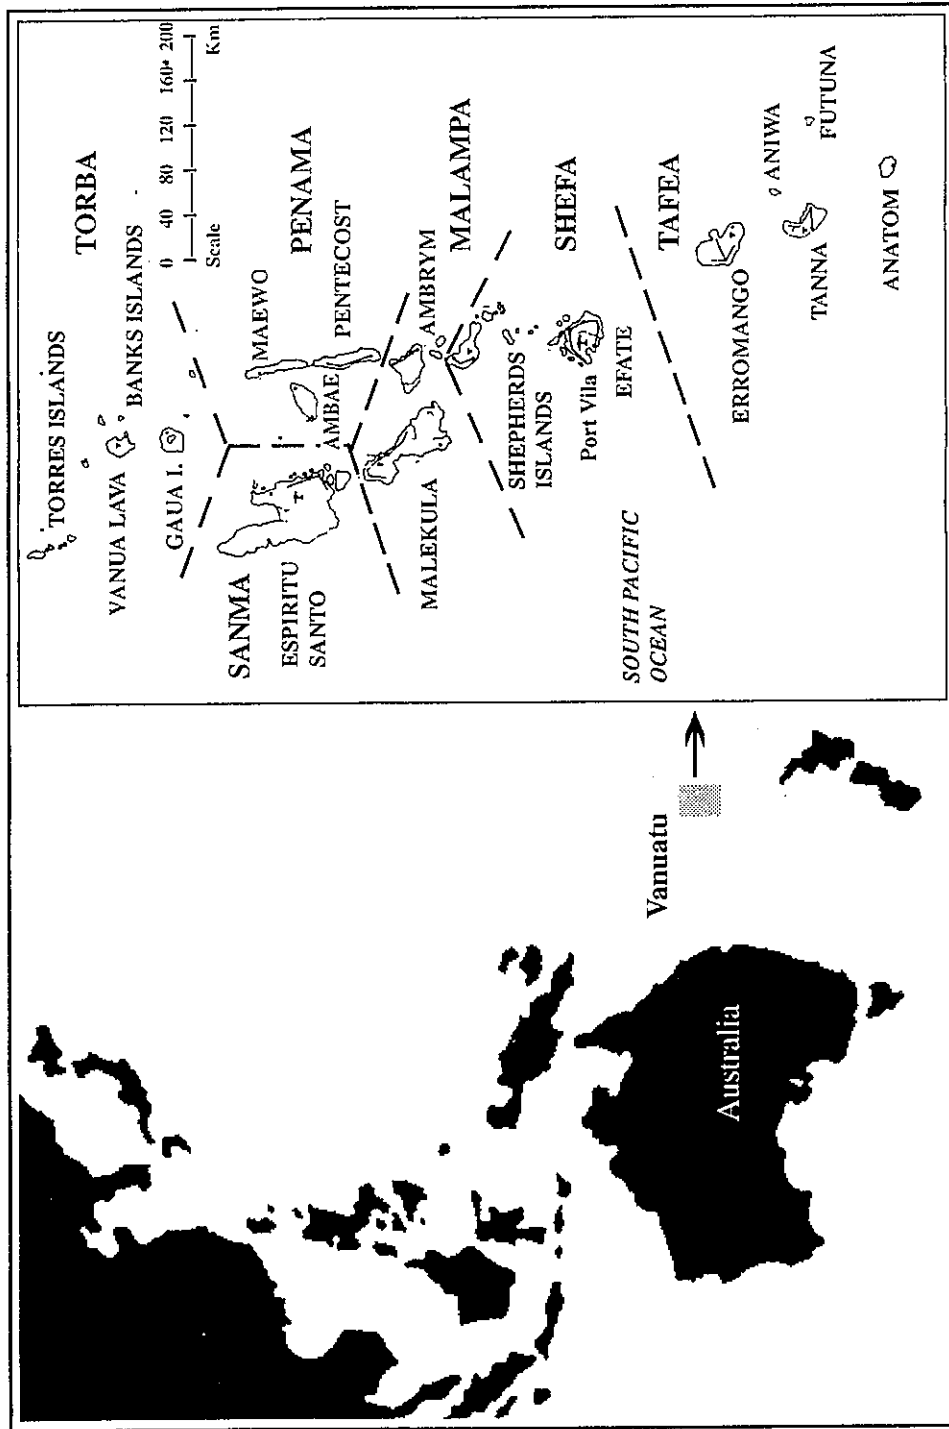 Australia
Vanuatu
TORRES ISLANDS
TORBA
VANUA LAVA
BANKS ISLANDS
GAUA I.
0 40 80 120 160 200
Scale
Km
SANMA
ESPIRITU
SANTO
MAEWO
PENAMA
AMBAE
PENTECOST
MALEKULA
AMBRYM
MALAMPA
SHEPHERDS
ISLANDS
SHEFA
Port Vila
EFATE
SOUTH PACIFIC
OCEAN
TAFEA
ERROMANGO
ANIWA
TANNA
FUTUNA
ANATOM